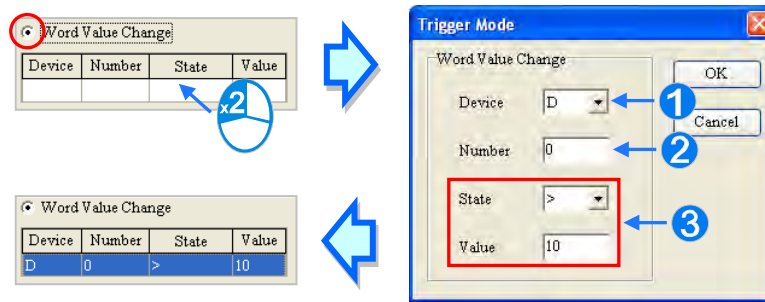 Word Value Change
Device Number State Value
x2
Trigger Mode
Word Value Change
OK
Cancel
Device D 1
Number 0 2
State >
Value 10
3
Word Value Change
Device Number State Value
D 0 > 10